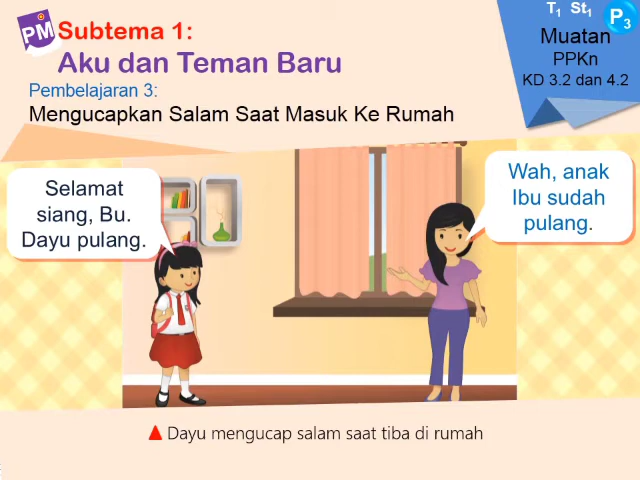 PM
Subtema 1:
Aku dan Teman Baru
Pembelajaran 3:
Mengucapkan Salam Saat Masuk Ke Rumah
T1 St1
P3
Muatan
PPKn
KD 3.2 dan 4.2
Selamat
siang, Bu.
Dayu pulang.
Wah, anak
Ibu sudah
pulang.
Dayu mengucap salam saat tiba di rumah